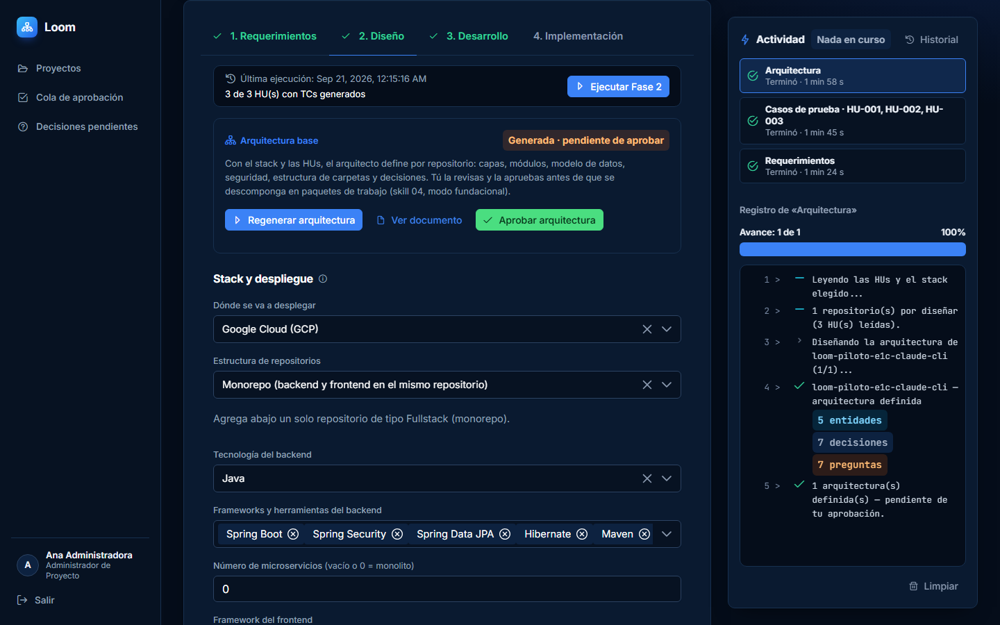 Loom
Proyectos
Cola de aprobación
Decisiones pendientes
A
Ana Administradora
Administrador de
Proyecto
Salir
1. Requerimientos
2. Diseño
3. Desarrollo
4. Implementación
Última ejecución: Sep 21, 2026, 12:15:16 AM
3 de 3 HU(s) con TCs generados
Ejecutar Fase 2
Arquitectura base
Generada · pendiente de aprobar
Con el stack y las HUs, el arquitecto define por repositorio: capas, módulos, modelo de datos,
seguridad, estructura de carpetas y decisiones. Tú la revisas y la apruebas antes de que se
descomponga en paquetes de trabajo (skill 04, modo fundacional).
Regenerar arquitectura
Ver documento
Aprobar arquitectura
Stack y despliegue
Dónde se va a desplegar
Google Cloud (GCP)
Estructura de repositorios
Monorepo (backend y frontend en el mismo repositorio)
Agrega abajo un solo repositorio de tipo Fullstack (monorepo).
Tecnología del backend
Java
Frameworks y herramientas del backend
Spring Boot
Spring Security
Spring Data JPA
Hibernate
Maven
Número de microservicios (vacío o 0 = monolito)
0
Framework del frontend
Actividad
Nada en curso
Historial
Arquitectura
Terminó · 1 min 58 s
Casos de prueba · HU-001, HU-002, HU-
003
Terminó · 1 min 45 s
Requerimientos
Terminó · 1 min 24 s
Registro de «Arquitectura»
Avance: 1 de 1
100%
1 > Leyendo las HUs y el stack
elegido...
2 > 1 repositorio(s) por diseñar
(3 HU(s) leídas).
3 > › Diseñando la arquitectura de
loom-piloto-e1c-claude-cli
(1/1)...
4 > loom-piloto-e1c-claude-cli —
arquitectura definida
5 entidades
7 decisiones
7 preguntas
5 > 1 arquitectura(s)
definida(s) — pendiente de
tu aprobación.
Limpiar